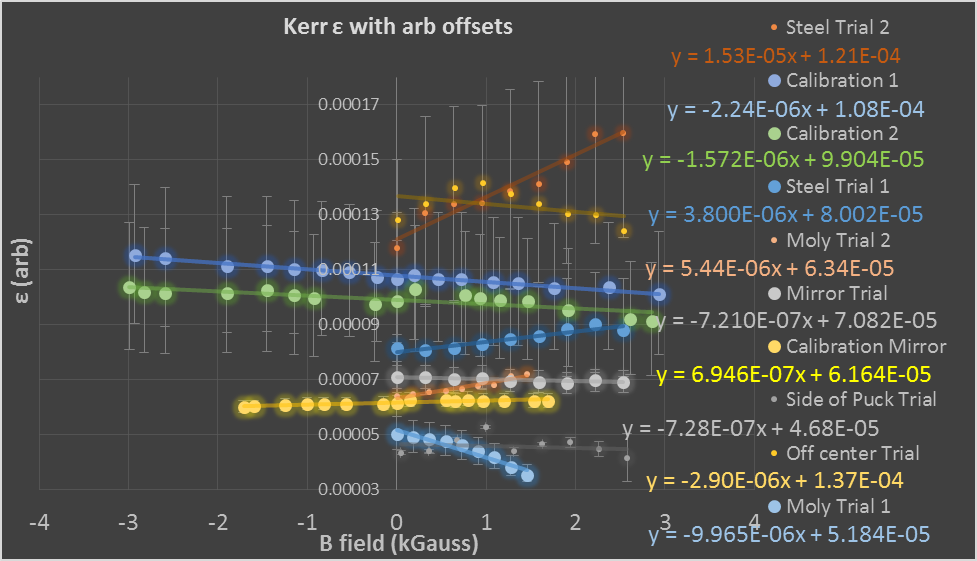 Kerr ε with arb offsets
Steel Trial 2
y = 1.53E-05x + 1.21E-04
Calibration 1
y = -2.24E-06x + 1.08E-04
Calibration 2
y = -1.572E-06x + 9.904E-05
Steel Trial 1
y = 3.800E-06x + 8.002E-05
Moly Trial 2
y = 5.44E-06x + 6.34E-05
Mirror Trial
y = -7.210E-07x + 7.082E-05
Calibration Mirror
y = 6.946E-07x + 6.164E-05
Side of Puck Trial
y = -7.28E-07x + 4.68E-05
Off center Trial
y = -2.90E-06x + 1.37E-04
Moly Trial 1
y = -9.965E-06x + 5.184E-05
ε (arb)
0.00017
0.00015
0.00013
0.00011
0.00009
0.00007
0.00005
0.00003
-4 -3 -2 -1 0 1 2 3 4
B field (kGauss)